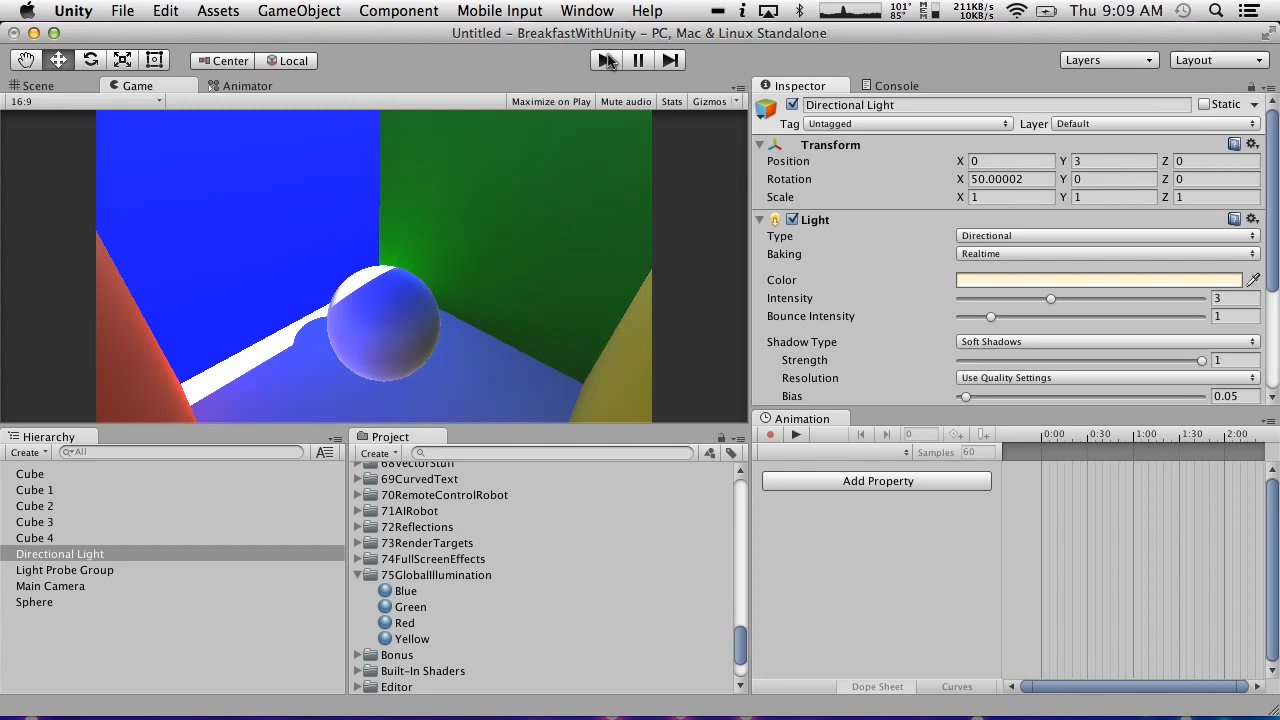 Unity File Edit Assets GameObject Component Mobile Input Window Help 101° 85° MEM 211KB/s 10KB/s Thu 9:09 AM
Untitled - BreakfastWithUnity - PC, Mac & Linux Standalone
Center Local Layers Layout
Scene Game Animator Inspector Console
16:9 Maximize on Play Mute audio Stats Gizmos
Directional Light Static
Tag Untagged Layer Default
Transform
Position X 0 Y 3 Z 0
Rotation X 50.00002 Y 0 Z 0
Scale X 1 Y 1 Z 1
Light
Type Directional
Baking Realtime
Color
Intensity 3
Bounce Intensity 1
Shadow Type Soft Shadows
Strength 1
Resolution Use Quality Settings
Bias 0.05
Hierarchy
Create All
Cube
Cube 1
Cube 2
Cube 3
Cube 4
Directional Light
Light Probe Group
Main Camera
Sphere
Project
Create
68VectorStuff
69CurvedText
70RemoteControlRobot
71AIRobot
72Reflections
73RenderTargets
74FullScreenEffects
75GlobalIllumination
Blue
Green
Red
Yellow
Bonus
Built-In Shaders
Editor
Animation
0 0:00 0:30 1:00 1:30 2:00
Samples 60
Add Property
Dope Sheet Curves